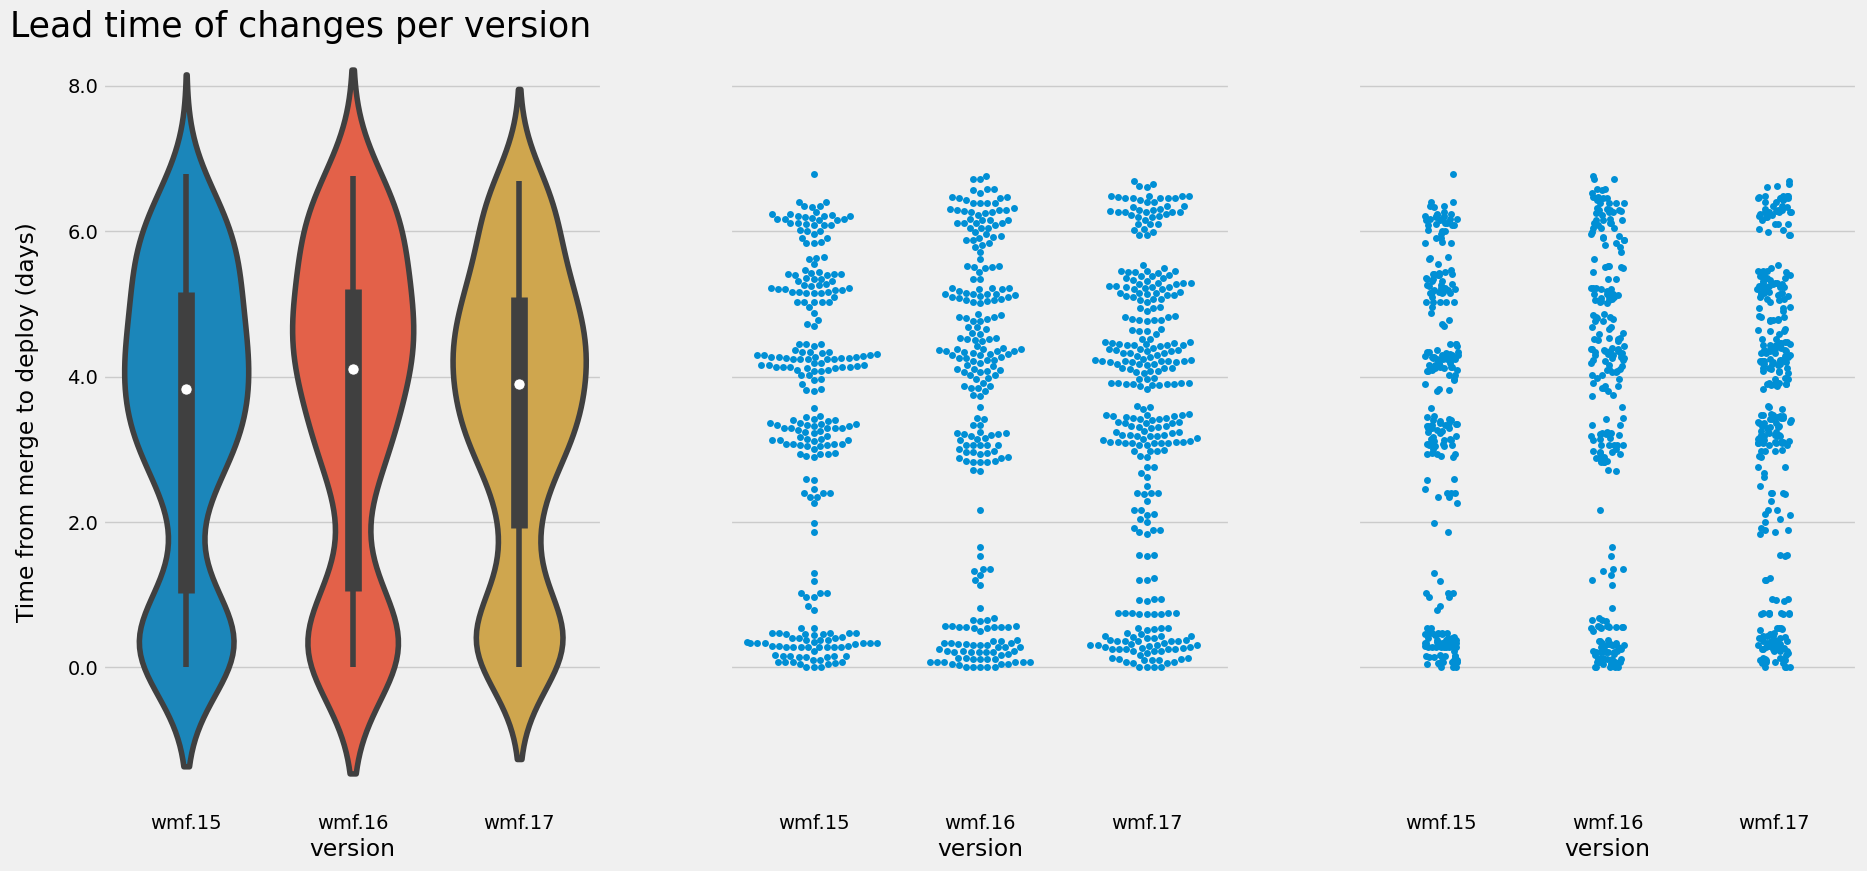 Lead time of changes per version
Time from merge to deploy (days)
8.0
6.0
4.0
2.0
0.0
wmf.15 wmf.16 wmf.17
version
wmf.15 wmf.16 wmf.17
version
wmf.15 wmf.16 wmf.17
version